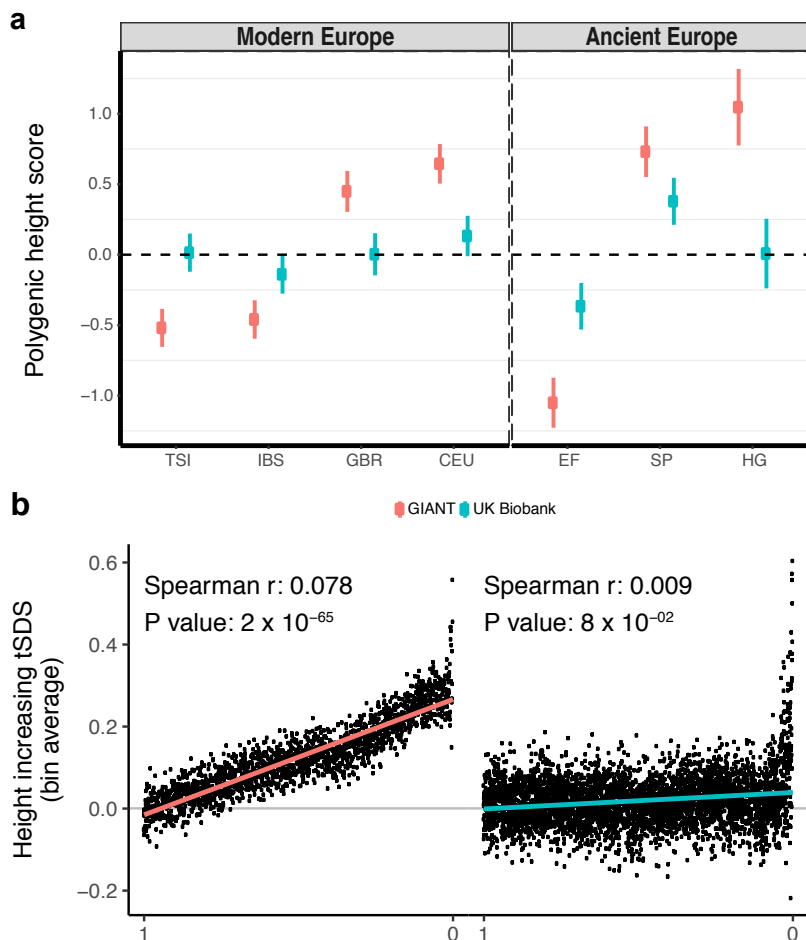 a
Modern Europe
Ancient Europe
Polygenic height score
1.0
0.5
0.0
−0.5
−1.0
TSI
IBS
GBR
CEU
EF
SP
HG
GIANT
UK Biobank
b
Height increasing tSDS
(bin average)
0.6
0.4
0.2
0.0
−0.2
Spearman r: 0.078
P value: 2 x 10⁻⁶⁵
Spearman r: 0.009
P value: 8 x 10⁻⁰²
1
0
1
0